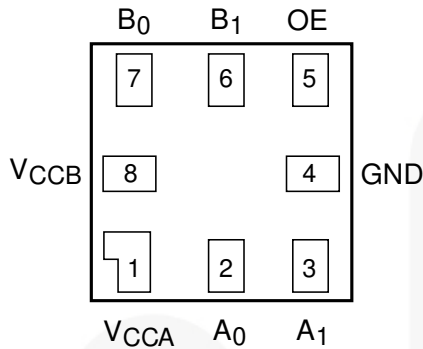 B0 B1 OE
7 6 5
VCCB 8 4 GND
1 2 3
VCCA A0 A1